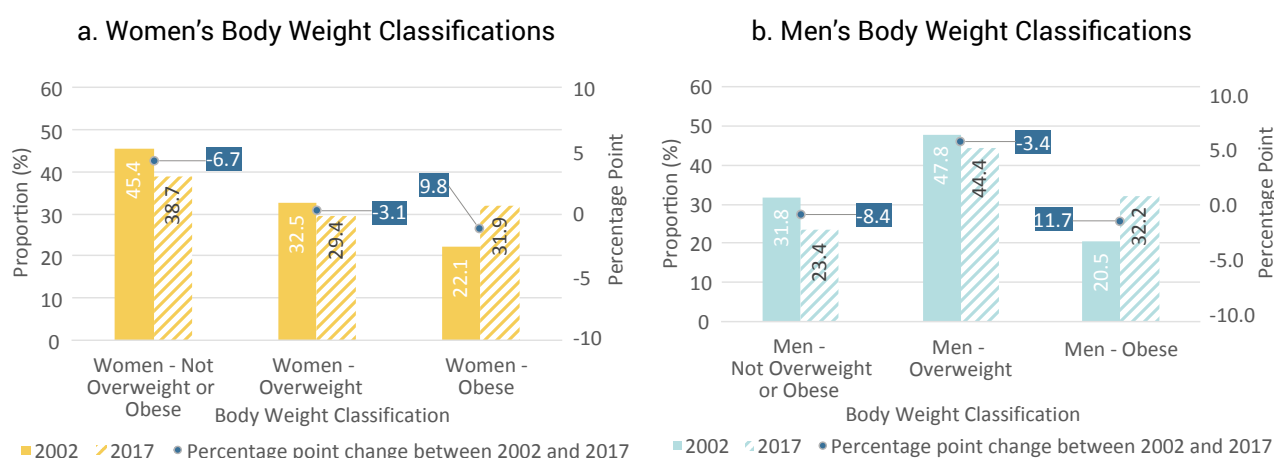 a. Women's Body Weight Classifications
Proportion (%)
60
50
40
30
20
10
0
45.4
38.7
-6.7
32.5
29.4
-3.1
22.1
31.9
9.8
10
5
0
-5
-10
Percentage Point
Women - Not
Overweight or
Obese
Women -
Overweight
Women -
Obese
Body Weight Classification
2002 2017 Percentage point change between 2002 and 2017
b. Men's Body Weight Classifications
Proportion (%)
60
50
40
30
20
10
0
31.8
23.4
-8.4
47.8
44.4
-3.4
20.5
32.2
11.7
10.0
5.0
0.0
-5.0
-10.0
Percentage Point
Men -
Not Overweight
or Obese
Men -
Overweight
Men - Obese
Body Weight Classification
2002 2017 Percentage point change between 2002 and 2017